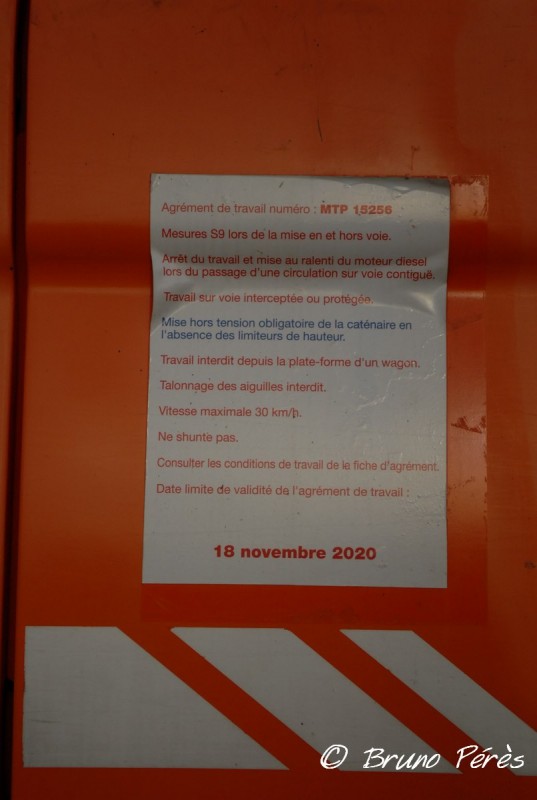 Agrément de travail numéro : MTP 15256
Mesures S9 lors de la mise en et hors voie.
Arrêt du travail et mise au ralenti du moteur diesel
lors du passage d'une circulation sur voie contiguë.
Travail sur voie interceptée ou protégée.
Mise hors tension obligatoire de la caténaire en
l'absence des limiteurs de hauteur.
Travail interdit depuis la plate-forme d'un wagon.
Talonnage des aiguilles interdit.
Vitesse maximale 30 km/h.
Ne shunte pas.
Consulter les conditions de travail de le fiche d'agrément.
Date limite de validité de l'agrément de travail :
18 novembre 2020
© Bruno Pérès